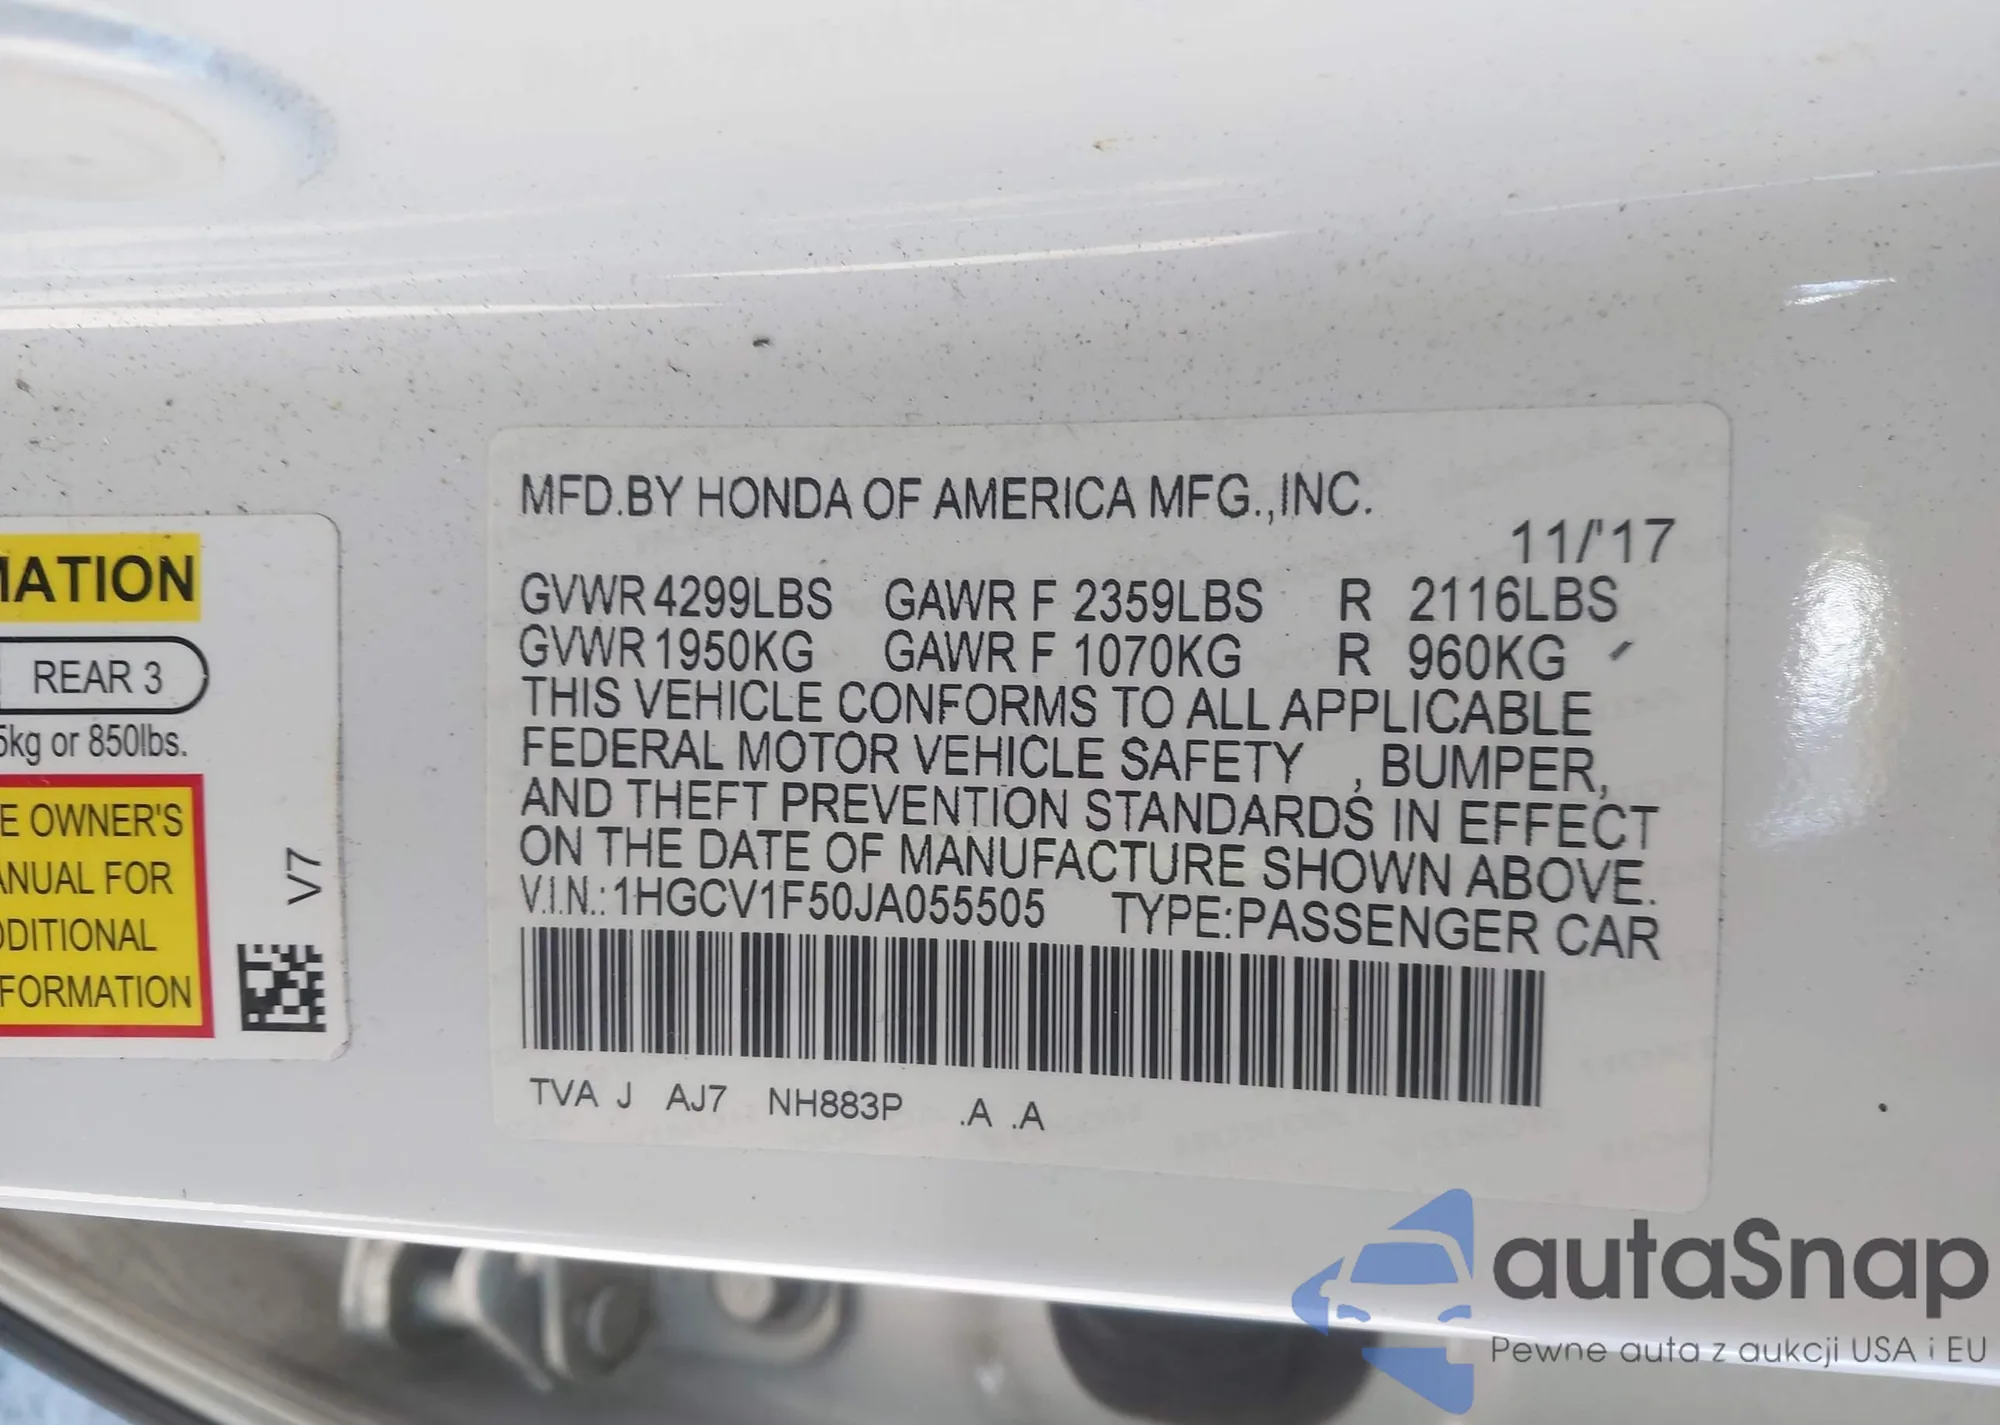 MATION
REAR 3
5kg or 850lbs.
E OWNER'S
ANUAL FOR
DDITIONAL
FORMATION
V7
MFD.BY HONDA OF AMERICA MFG.,INC.
11/'17
GVWR 4299LBS GAWR F 2359LBS R 2116LBS
GVWR 1950KG GAWR F 1070KG R 960KG
THIS VEHICLE CONFORMS TO ALL APPLICABLE
FEDERAL MOTOR VEHICLE SAFETY , BUMPER,
AND THEFT PREVENTION STANDARDS IN EFFECT
ON THE DATE OF MANUFACTURE SHOWN ABOVE.
V.I.N.:1HGCV1F50JA055505 TYPE:PASSENGER CAR
TVA J AJ7 NH883P .A .A
autaSnap
Pewne auta z aukcji USA i EU